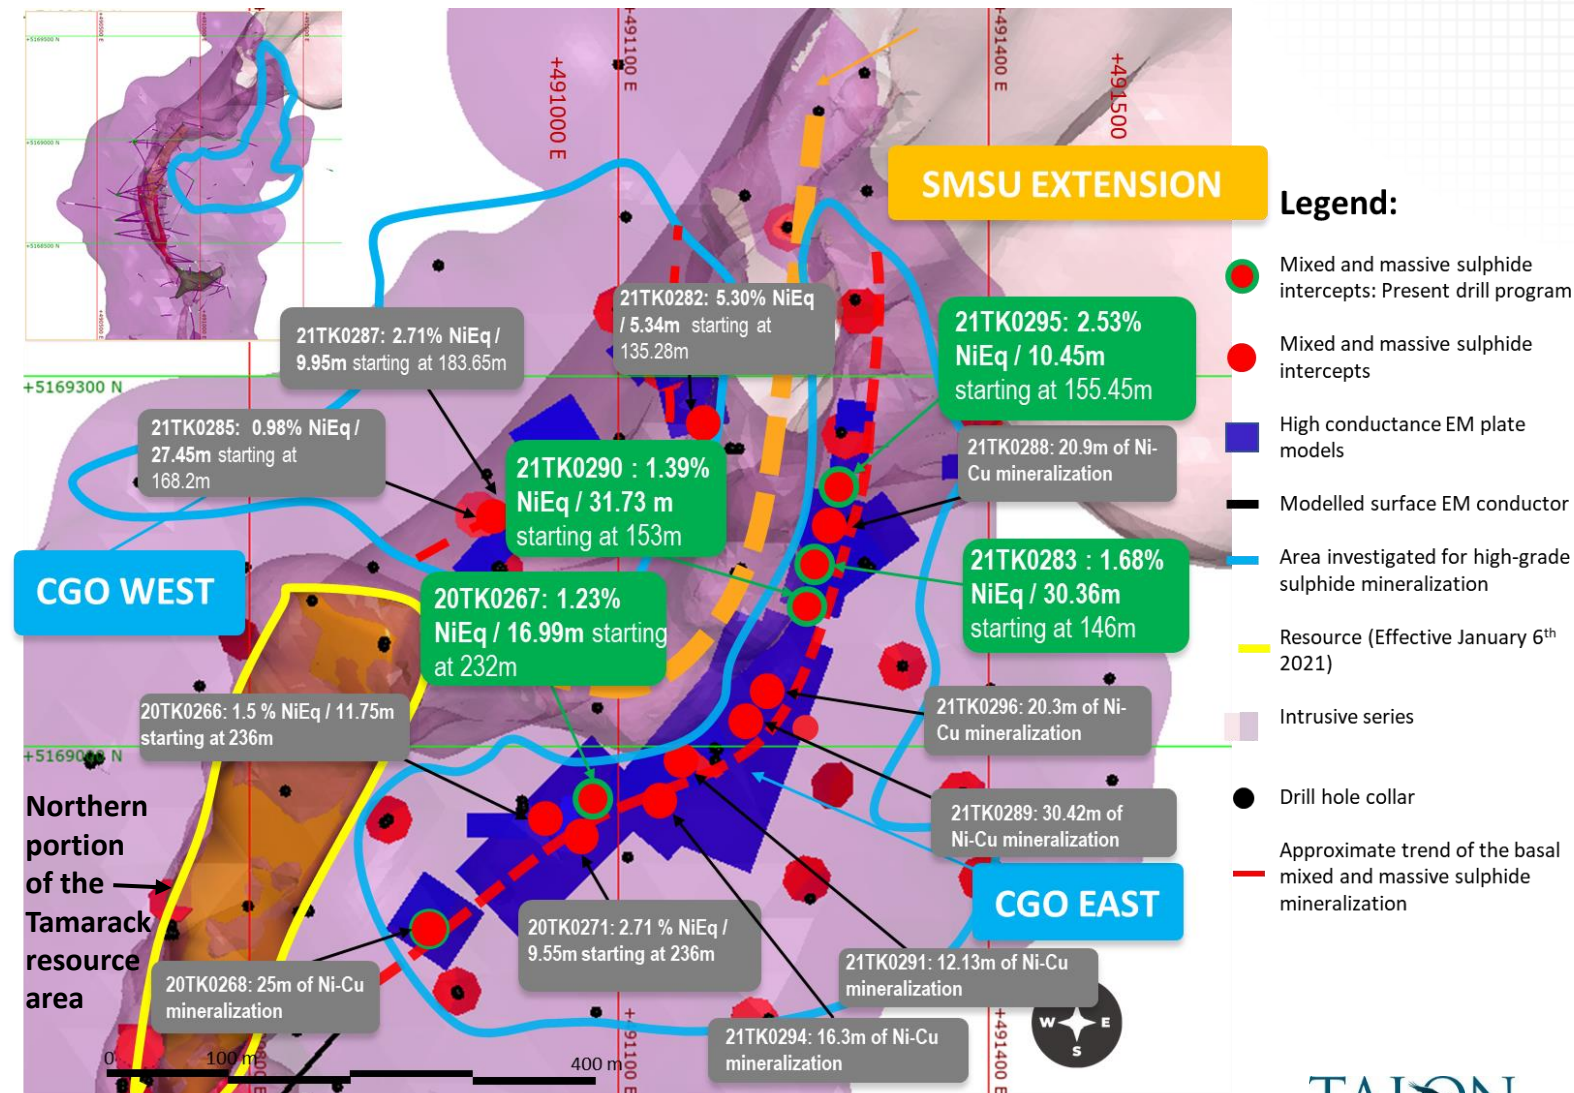 +5169500 N
+491100 E
+491000 E
+491400 E
+491500
SMSU EXTENSION
Legend:
Mixed and massive sulphide
intercepts: Present drill program
Mixed and massive sulphide
intercepts
High conductance EM plate
models
Modelled surface EM conductor
Area investigated for high-grade
sulphide mineralization
Resource (Effective January 6th
2021)
Intrusive series
Drill hole collar
Approximate trend of the basal
mixed and massive sulphide
mineralization
21TK0287: 2.71% NiEq /
9.95m starting at 183.65m
21TK0282: 5.30% NiEq
/ 5.34m starting at
135.28m
21TK0295: 2.53%
NiEq / 10.45m
starting at 155.45m
+5169300 N
21TK0285: 0.98% NiEq /
27.45m starting at
168.2m
21TK0290 : 1.39%
NiEq / 31.73 m
starting at 153m
21TK0288: 20.9m of Ni-
Cu mineralization
CGO WEST
21TK0283 : 1.68%
NiEq / 30.36m
starting at 146m
20TK0267: 1.23%
NiEq / 16.99m starting
at 232m
20TK0266: 1.5 % NiEq / 11.75m
starting at 236m
21TK0296: 20.3m of Ni-
Cu mineralization
+5169000 N
Northern
portion
of the
Tamarack
resource
area
21TK0289: 30.42m of
Ni-Cu mineralization
CGO EAST
20TK0271: 2.71 % NiEq /
9.55m starting at 236m
20TK0268: 25m of Ni-Cu
mineralization
21TK0291: 12.13m of Ni-Cu
mineralization
21TK0294: 16.3m of Ni-Cu
mineralization
W E
S
0 100 m 400 m
+491100 E
+491400 E
TALON